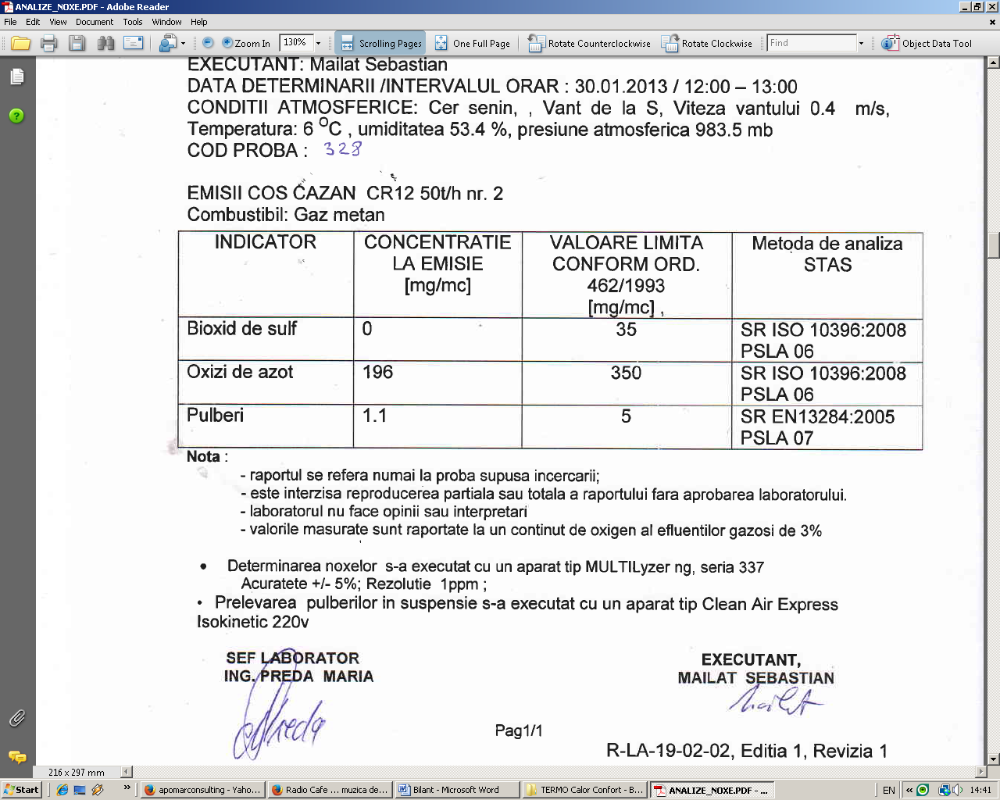 ANALIZE_NOXE.PDF - Adobe Reader
File Edit View Document Tools Window Help
Zoom In 130% Scrolling Pages One Full Page Rotate Counterclockwise Rotate Clockwise Find Object Data Tool
EXECUTANT: Mailat Sebastian
DATA DETERMINARII /INTERVALUL ORAR : 30.01.2013 / 12:00 – 13:00
CONDITII ATMOSFERICE: Cer senin, , Vant de la S, Viteza vantului 0.4 m/s,
Temperatura: 6 °C , umiditatea 53.4 %, presiune atmosferica 983.5 mb
COD PROBA : 328
EMISII COS CAZAN CR12 50t/h nr. 2
Combustibil: Gaz metan
INDICATOR CONCENTRATIE VALOARE LIMITA Metoda de analiza
LA EMISIE CONFORM ORD. STAS
[mg/mc] 462/1993
[mg/mc] ,
Bioxid de sulf 0 35 SR ISO 10396:2008
PSLA 06
Oxizi de azot 196 350 SR ISO 10396:2008
PSLA 06
Pulberi 1.1 5 SR EN13284:2005
PSLA 07
Nota :
- raportul se refera numai la proba supusa incercarii;
- este interzisa reproducerea partiala sau totala a raportului fara aprobarea laboratorului.
- laboratorul nu face opinii sau interpretari
- valorile masurate sunt raportate la un continut de oxigen al efluentilor gazosi de 3%
• Determinarea noxelor s-a executat cu un aparat tip MULTILyzer ng, seria 337
Acuratete +/- 5%; Rezolutie 1ppm ;
• Prelevarea pulberilor in suspensie s-a executat cu un aparat tip Clean Air Express
Isokinetic 220v
SEF LABORATOR EXECUTANT,
ING. PREDA MARIA MAILAT SEBASTIAN
Preda Mailat
Pag1/1
R-LA-19-02-02, Editia 1, Revizia 1
216 x 297 mm
Start » apomarconsulting - Yaho... Radio Cafe ... muzica de... Bilant - Microsoft Word TERMO Calor Confort - B... ANALIZE_NOXE.PDF - ... EN « 14:41